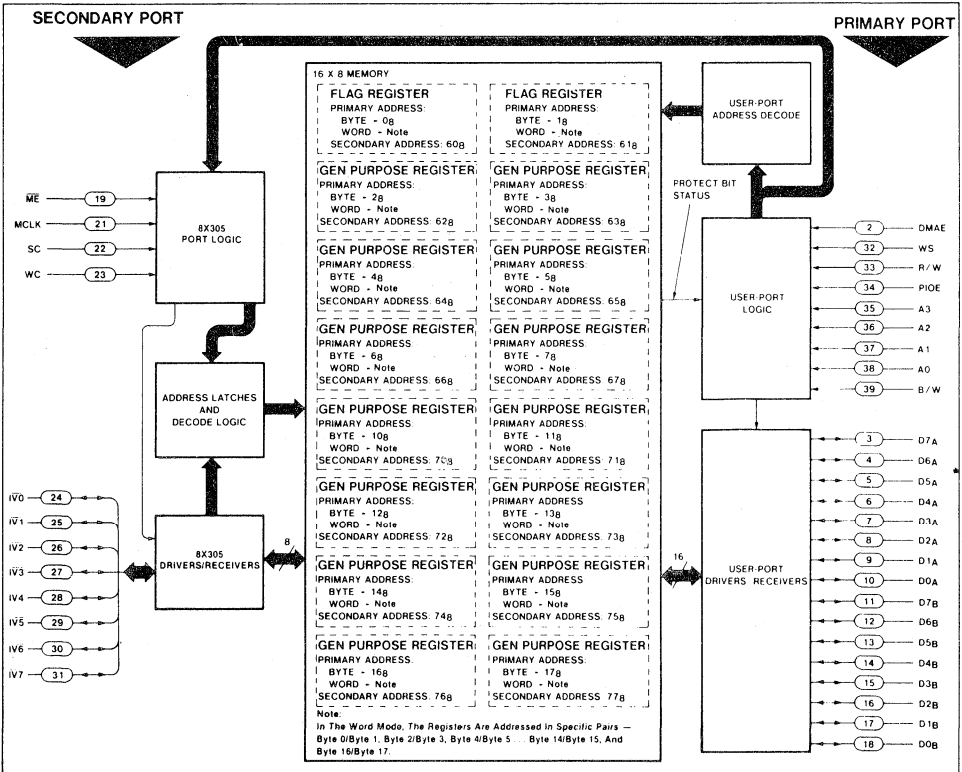 SECONDARY PORT
PRIMARY PORT
16 X 8 MEMORY
FLAG REGISTER
PRIMARY ADDRESS:
BYTE - 0₈
WORD - Note
SECONDARY ADDRESS: 60₈
FLAG REGISTER
PRIMARY ADDRESS:
BYTE - 1₈
WORD - Note
SECONDARY ADDRESS: 61₈
GEN PURPOSE REGISTER
PRIMARY ADDRESS:
BYTE - 2₈
WORD - Note
SECONDARY ADDRESS: 62₈
GEN PURPOSE REGISTER
PRIMARY ADDRESS:
BYTE - 3₈
WORD - Note
SECONDARY ADDRESS: 63₈
GEN PURPOSE REGISTER
PRIMARY ADDRESS:
BYTE - 4₈
WORD - Note
SECONDARY ADDRESS: 64₈
GEN PURPOSE REGISTER
PRIMARY ADDRESS:
BYTE - 5₈
WORD - Note
SECONDARY ADDRESS: 65₈
GEN PURPOSE REGISTER
PRIMARY ADDRESS:
BYTE - 6₈
WORD - Note
SECONDARY ADDRESS: 66₈
GEN PURPOSE REGISTER
PRIMARY ADDRESS:
BYTE - 7₈
WORD - Note
SECONDARY ADDRESS: 67₈
GEN PURPOSE REGISTER
PRIMARY ADDRESS:
BYTE - 10₈
WORD - Note
SECONDARY ADDRESS: 70₈
GEN PURPOSE REGISTER
PRIMARY ADDRESS:
BYTE - 11₈
WORD - Note
SECONDARY ADDRESS: 71₈
GEN PURPOSE REGISTER
PRIMARY ADDRESS:
BYTE - 12₈
WORD - Note
SECONDARY ADDRESS: 72₈
GEN PURPOSE REGISTER
PRIMARY ADDRESS
BYTE - 13₈
WORD - Note
SECONDARY ADDRESS: 73₈
GEN PURPOSE REGISTER
PRIMARY ADDRESS:
BYTE - 14₈
WORD - Note
SECONDARY ADDRESS: 74₈
GEN PURPOSE REGISTER
PRIMARY ADDRESS:
BYTE - 15₈
WORD - Note
SECONDARY ADDRESS: 75₈
GEN PURPOSE REGISTER
PRIMARY ADDRESS.
BYTE - 16₈
WORD - Note
SECONDARY ADDRESS: 76₈
GEN PURPOSE REGISTER
PRIMARY ADDRESS:
BYTE - 17₈
WORD - Note
SECONDARY ADDRESS: 77₈
Note:
In The Word Mode, The Registers Are Addressed In Specific Pairs —
Byte 0/Byte 1, Byte 2/Byte 3, Byte 4/Byte 5 . . . Byte 14/Byte 15, And
Byte 16/Byte 17.
M̅E̅ 19
MCLK 21
SC 22
WC 23
8X305
PORT LOGIC
ADDRESS LATCHES
AND
DECODE LOGIC
8X305
DRIVERS/RECEIVERS
8
I̅V̅0 24
I̅V̅1 25
I̅V̅2 26
I̅V̅3 27
I̅V̅4 28
I̅V̅5 29
I̅V̅6 30
I̅V̅7 31
USER-PORT
ADDRESS DECODE
PROTECT BIT
STATUS
USER-PORT
LOGIC
2 DMAE
32 WS
33 R/W
34 PIOE
35 A3
36 A2
37 A1
38 A0
39 B/W
16
USER-PORT
DRIVERS RECEIVERS
3 D7A
4 D6A
5 D5A
6 D4A
7 D3A
8 D2A
9 D1A
10 D0A
11 D7B
12 D6B
13 D5B
14 D4B
15 D3B
16 D2B
17 D1B
18 D0B